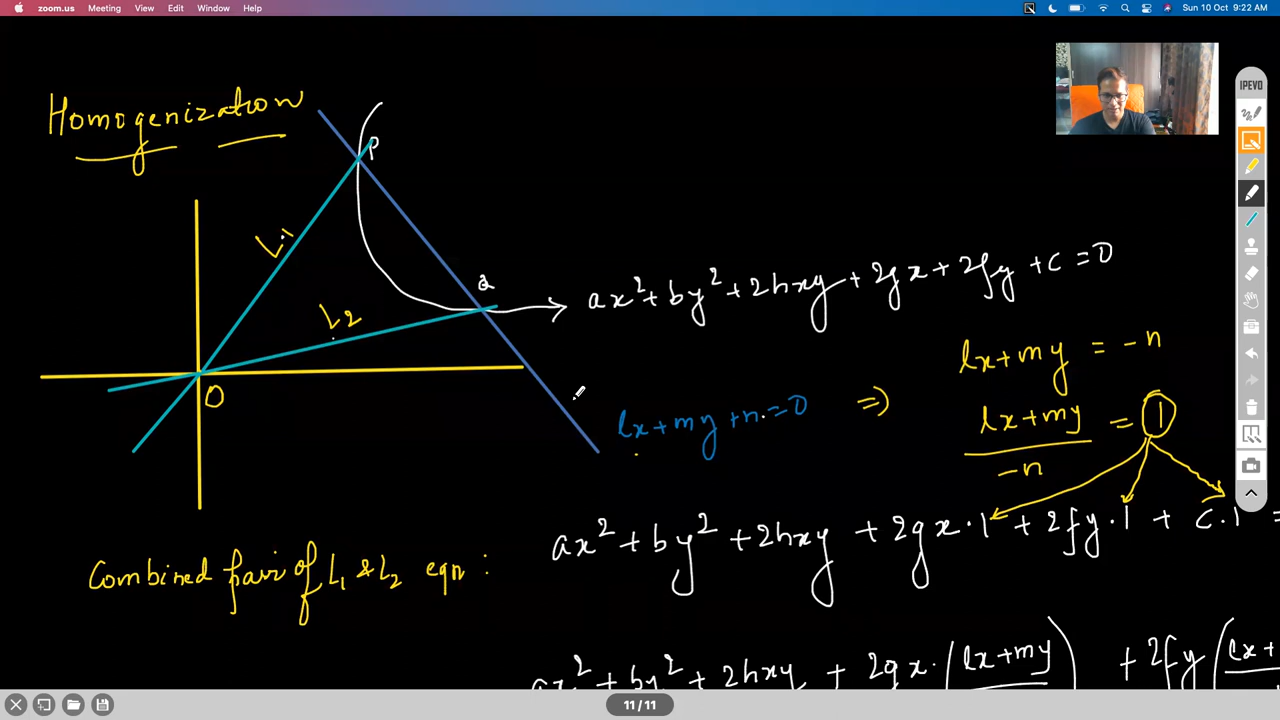 zoom.us Meeting View Edit Window Help Sun 10 Oct 9:22 AM
IPEVO
Homogenization
P
L1
Q
L2
O
ax²+by²+2hxy+2gx+2fy+c=0
lx+my = -n
lx+my+n=0 => lx+my/-n = 1
ax²+by²+2hxy+2gx·1+2fy·1+c·1 =
Combined pair of L₁ & L₂ eqn :
ax²+by²+2hxy + 2gx·(lx+my) + 2fy(lx+
11/11